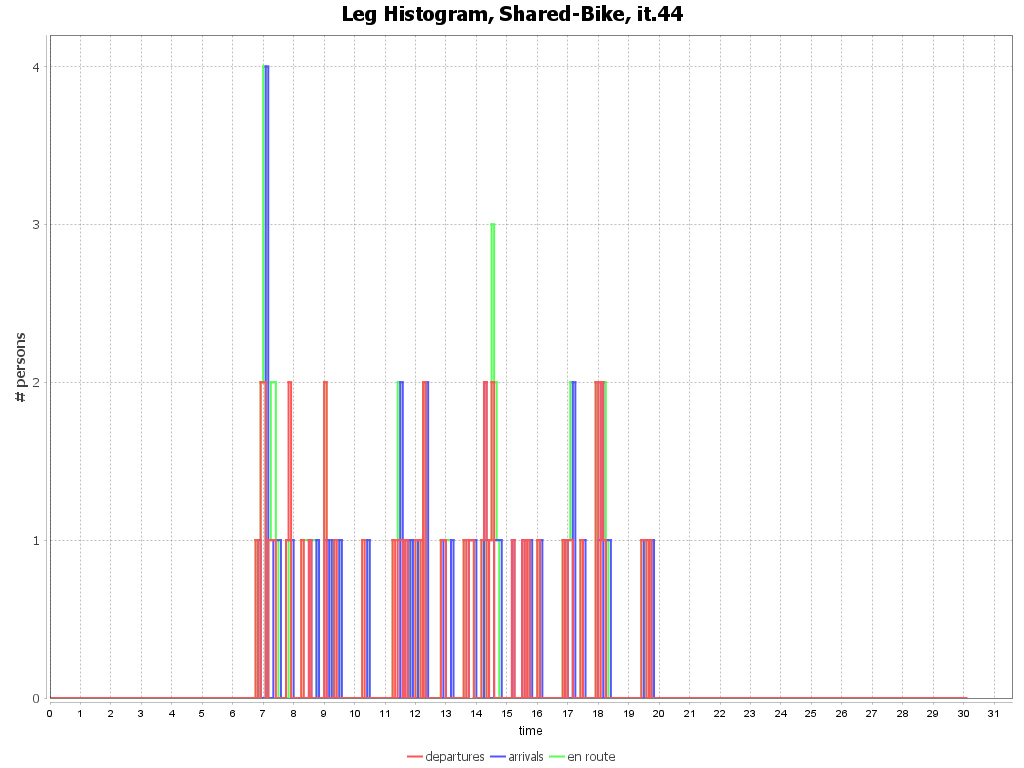 Leg Histogram, Shared-Bike, it.44
# persons
4
3
2
1
0
0 1 2 3 4 5 6 7 8 9 10 11 12 13 14 15 16 17 18 19 20 21 22 23 24 25 26 27 28 29 30 31
time
departures arrivals en route